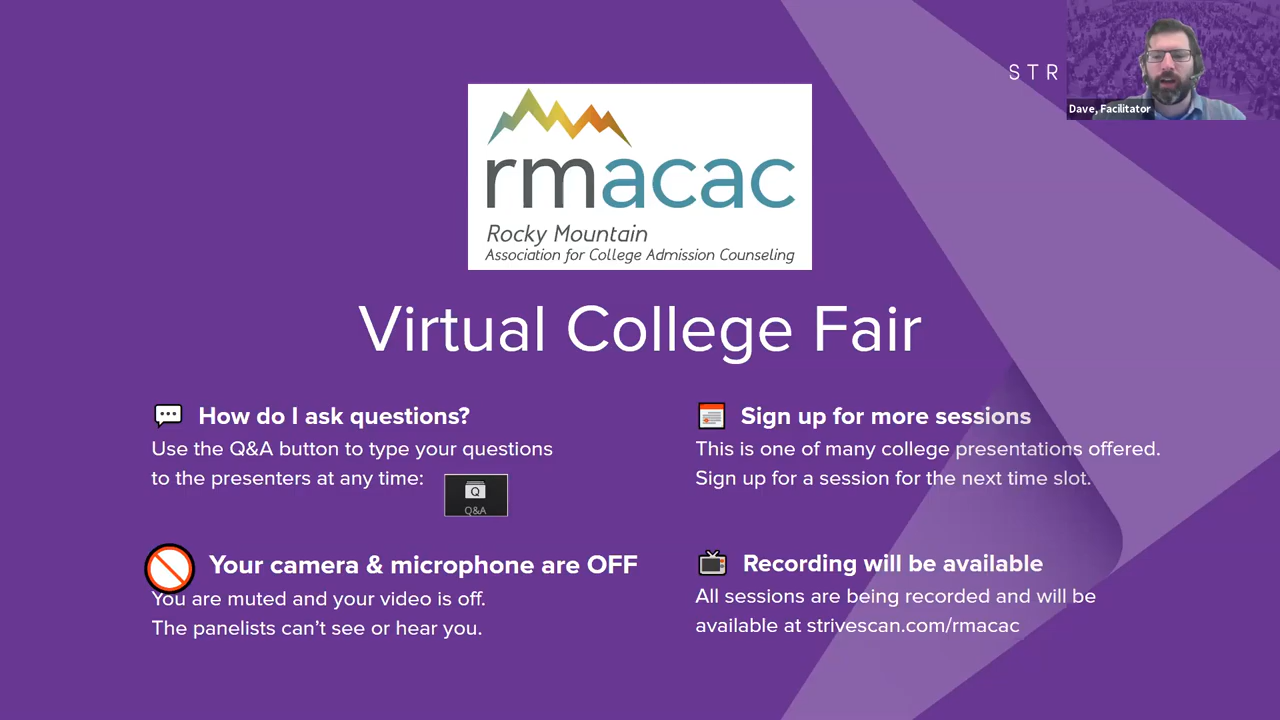 STR
Dave, Facilitator
rmacac
Rocky Mountain
Association for College Admission Counseling
Virtual College Fair
How do I ask questions?
Use the Q&A button to type your questions
to the presenters at any time:
Q
Q&A
Your camera & microphone are OFF
You are muted and your video is off.
The panelists can’t see or hear you.
Sign up for more sessions
This is one of many college presentations offered.
Sign up for a session for the next time slot.
Recording will be available
All sessions are being recorded and will be
available at strivescan.com/rmacac